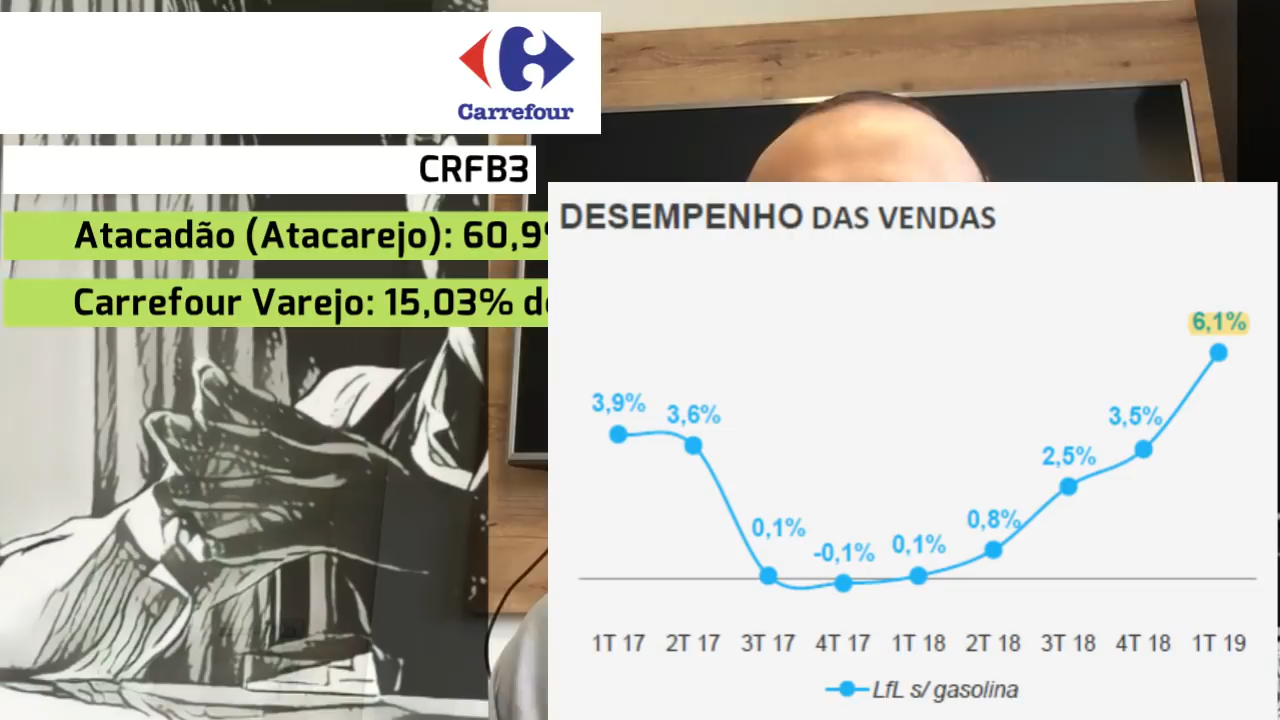 Carrefour
CRFB3
Atacadão (Atacarejo): 60,9
Carrefour Varejo: 15,03% d
DESEMPENHO DAS VENDAS
3,9%
3,6%
0,1%
-0,1%
0,1%
0,8%
2,5%
3,5%
6,1%
1T 17 2T 17 3T 17 4T 17 1T 18 2T 18 3T 18 4T 18 1T 19
LfL s/ gasolina